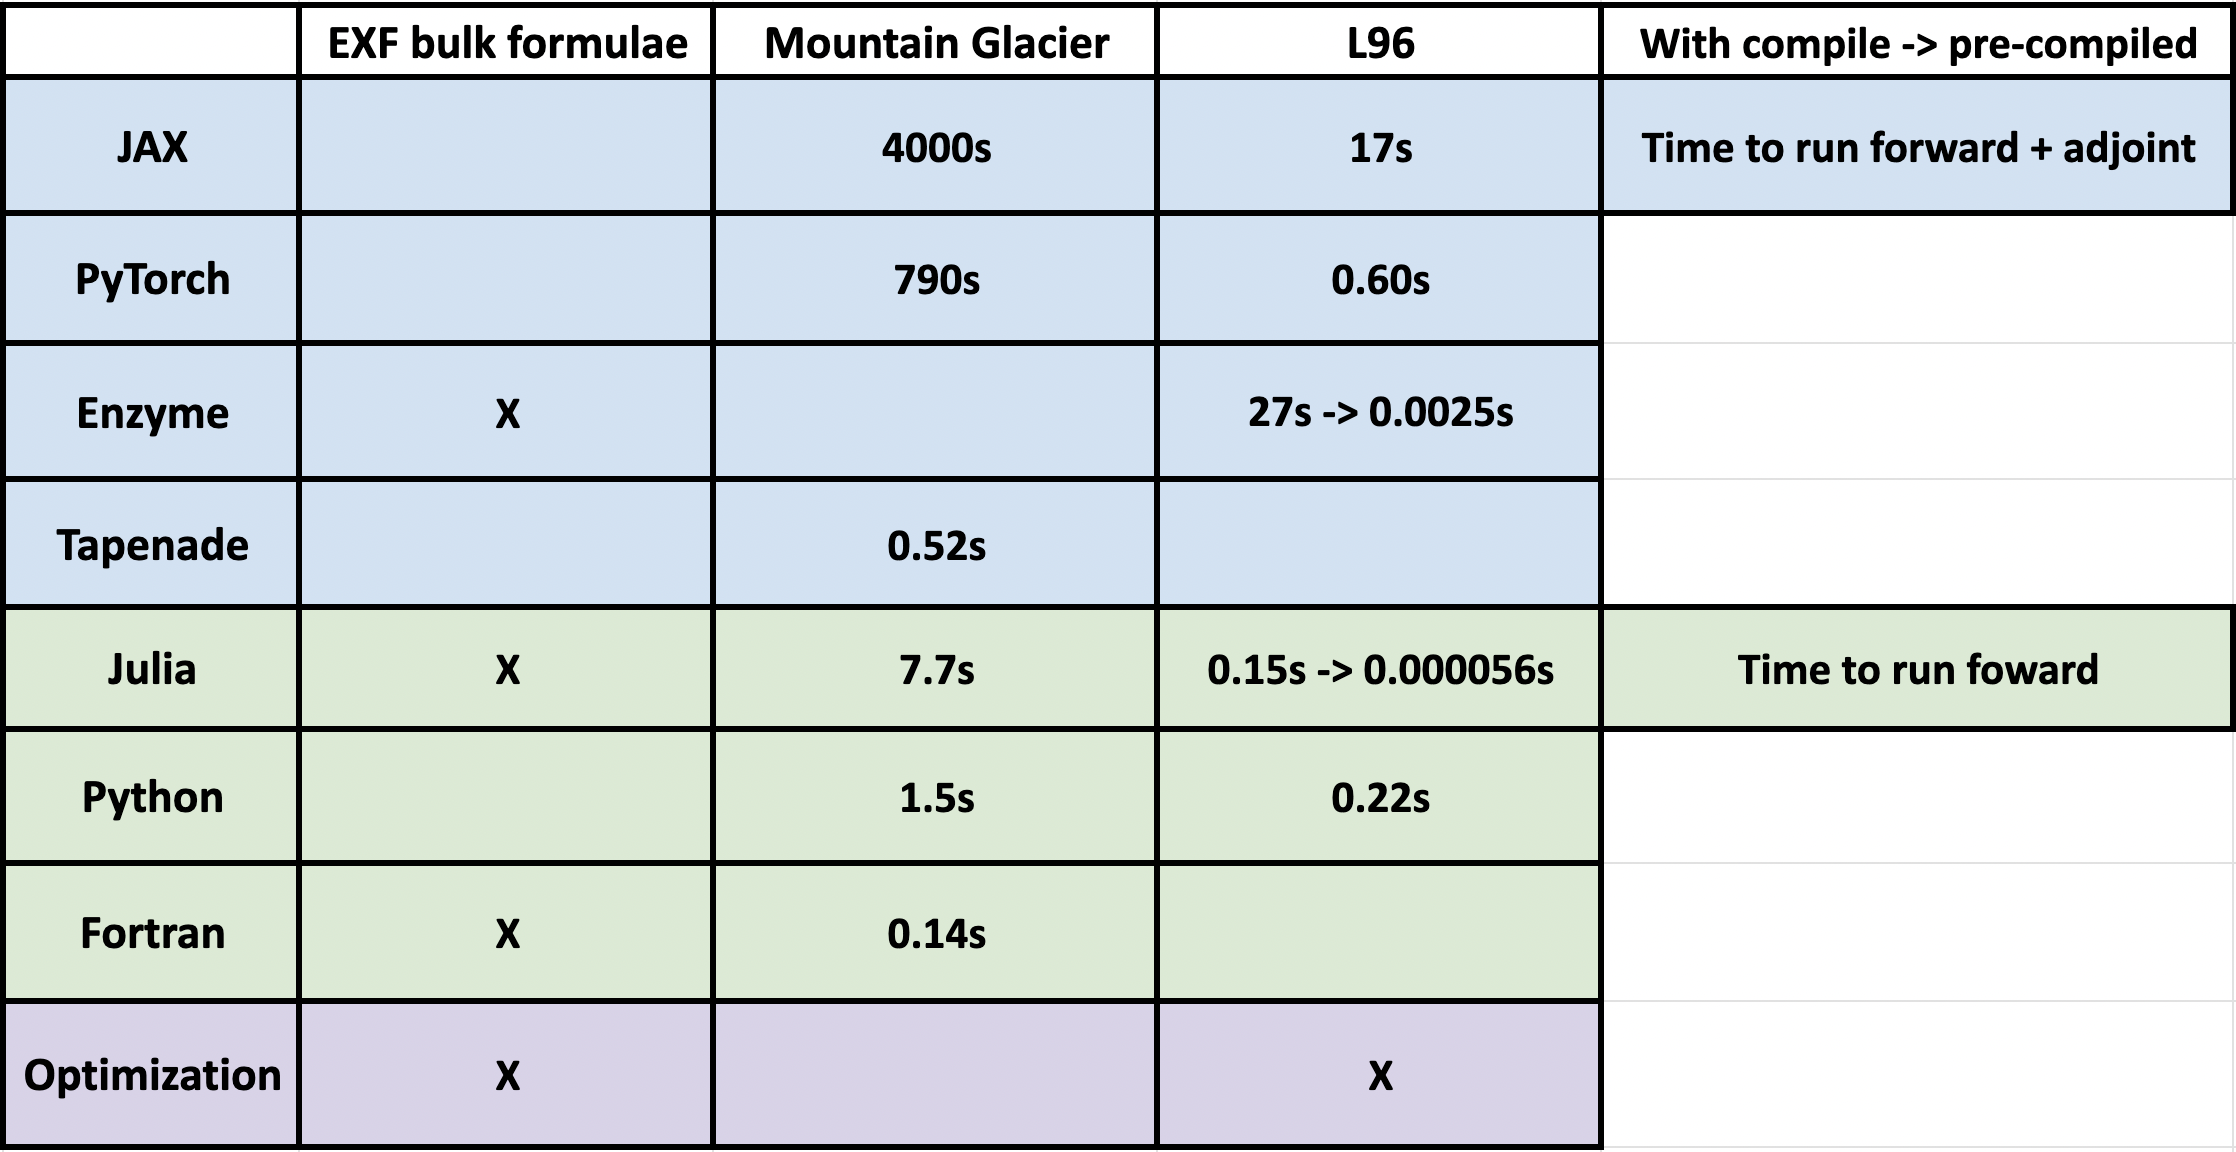 EXF bulk formulae Mountain Glacier L96 With compile -> pre-compiled
JAX 4000s 17s Time to run forward + adjoint
PyTorch 790s 0.60s
Enzyme X 27s -> 0.0025s
Tapenade 0.52s
Julia X 7.7s 0.15s -> 0.000056s Time to run foward
Python 1.5s 0.22s
Fortran X 0.14s
Optimization X X